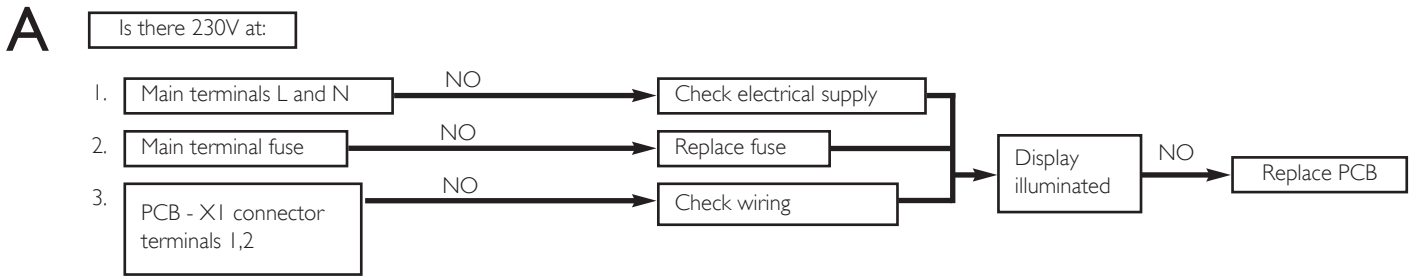 A
Is there 230V at:
1. Main terminals L and N
NO
Check electrical supply
2. Main terminal fuse
NO
Replace fuse
3. PCB - X1 connector
terminals 1,2
NO
Check wiring
Display
illuminated
NO
Replace PCB